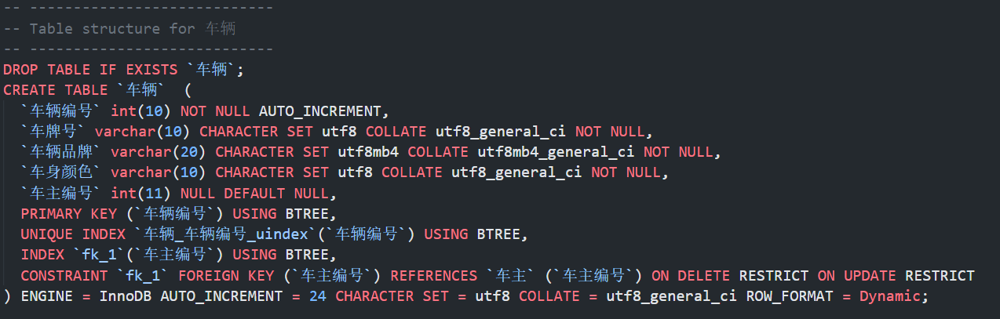 -- ----------------------------
-- Table structure for 车辆
-- ----------------------------
DROP TABLE IF EXISTS `车辆`;
CREATE TABLE `车辆`  (
  `车辆编号` int(10) NOT NULL AUTO_INCREMENT,
  `车牌号` varchar(10) CHARACTER SET utf8 COLLATE utf8_general_ci NOT NULL,
  `车辆品牌` varchar(20) CHARACTER SET utf8mb4 COLLATE utf8mb4_general_ci NOT NULL,
  `车身颜色` varchar(10) CHARACTER SET utf8 COLLATE utf8_general_ci NOT NULL,
  `车主编号` int(11) NULL DEFAULT NULL,
  PRIMARY KEY (`车辆编号`) USING BTREE,
  UNIQUE INDEX `车辆_车辆编号_uindex`(`车辆编号`) USING BTREE,
  INDEX `fk_1`(`车主编号`) USING BTREE,
  CONSTRAINT `fk_1` FOREIGN KEY (`车主编号`) REFERENCES `车主` (`车主编号`) ON DELETE RESTRICT ON UPDATE RESTRICT
) ENGINE = InnoDB AUTO_INCREMENT = 24 CHARACTER SET = utf8 COLLATE = utf8_general_ci ROW_FORMAT = Dynamic;